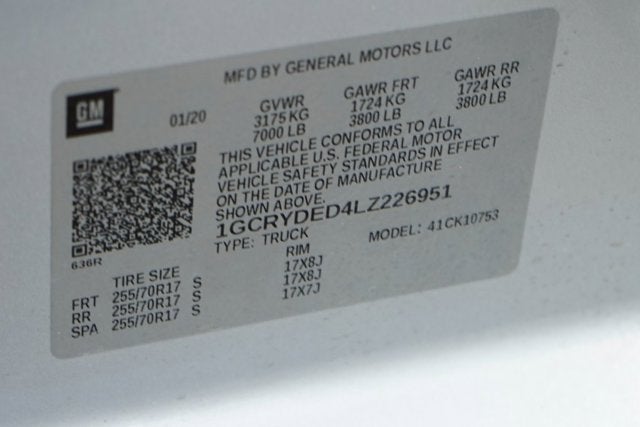 MFD BY GENERAL MOTORS LLC
GM
01/20
GVWR GAWR FRT GAWR RR
3175 KG 1724 KG 1724 KG
7000 LB 3800 LB 3800 LB
THIS VEHICLE CONFORMS TO ALL
APPLICABLE U.S. FEDERAL MOTOR
VEHICLE SAFETY STANDARDS IN EFFECT
ON THE DATE OF MANUFACTURE
SHOWN ABOVE.
1GCRYDED4LZ226951
TYPE: TRUCK MODEL: 41CK10753
636R
TIRE SIZE RIM
FRT 255/70R17 S 17X8J
RR 255/70R17 S 17X8J
SPA 255/70R17 S 17X7J